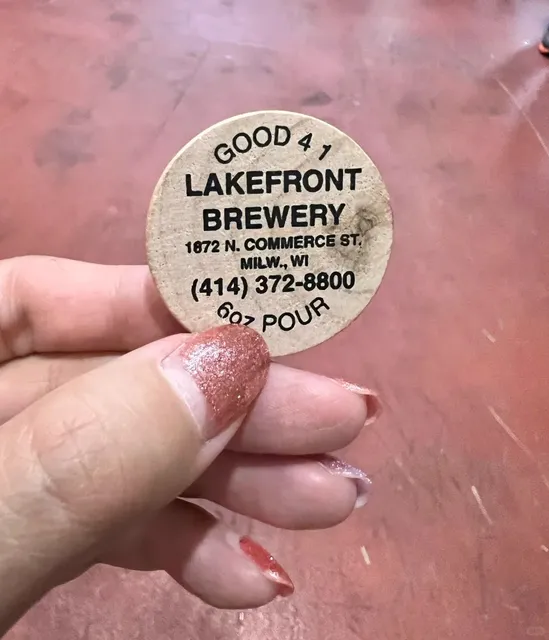 GOOD 4 1
LAKEFRONT
BREWERY
1872 N. COMMERCE ST.
MILW., WI
(414) 372-8800
6oz POUR